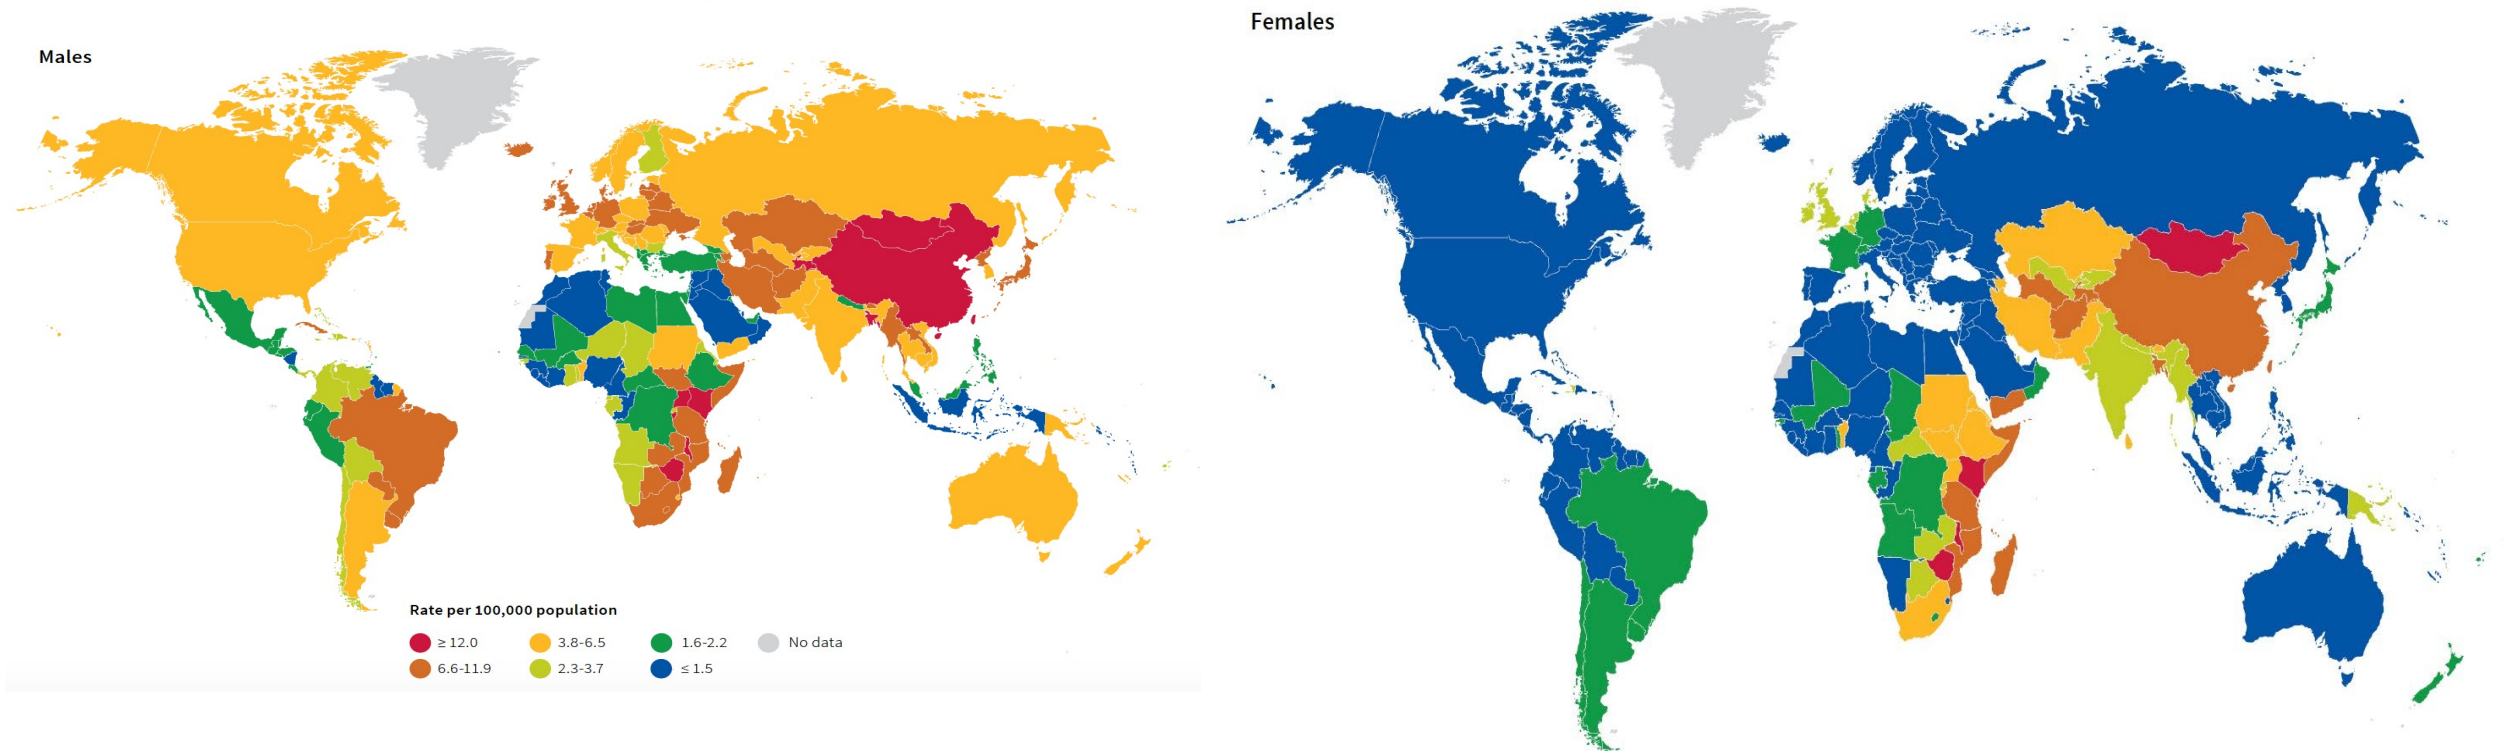 Males
Females
Rate per 100,000 population
≥ 12.0
3.8-6.5
1.6-2.2
No data
6.6-11.9
2.3-3.7
≤ 1.5